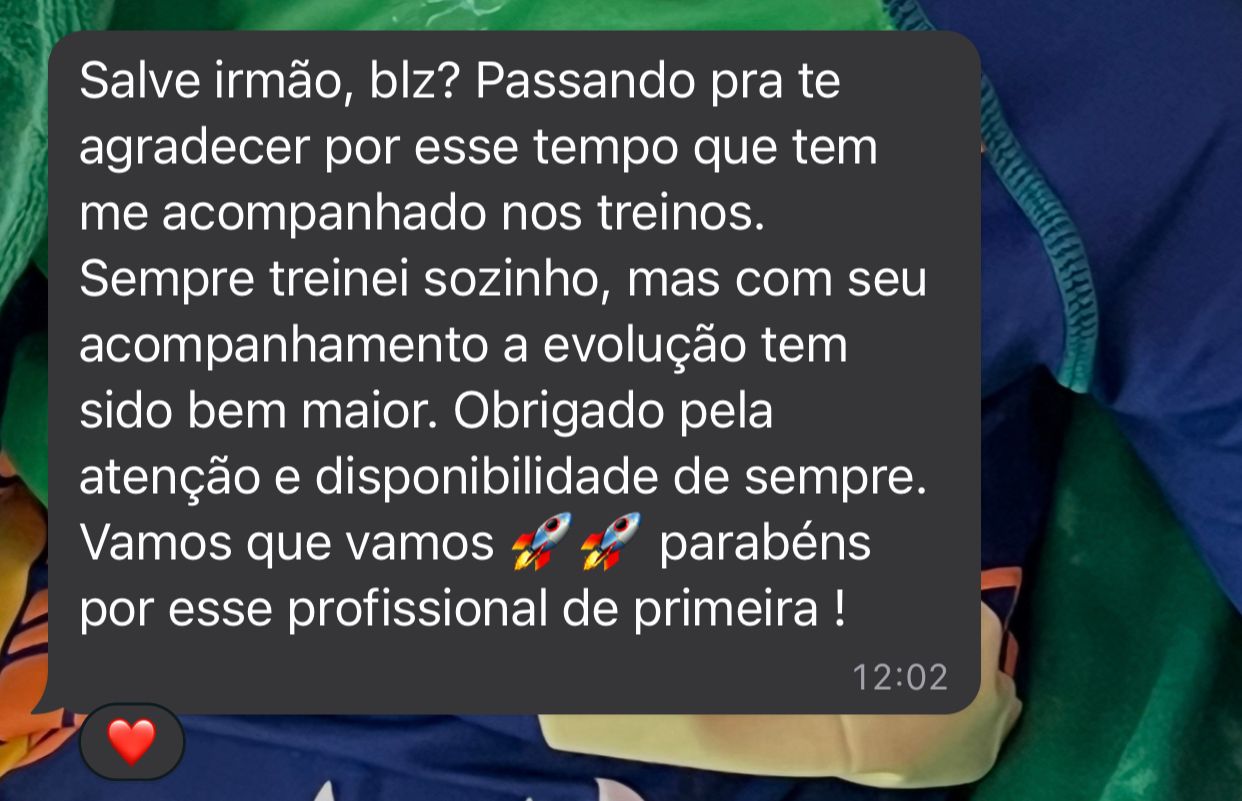 Salve irmão, blz? Passando pra te
agradecer por esse tempo que tem
me acompanhado nos treinos.
Sempre treinei sozinho, mas com seu
acompanhamento a evolução tem
sido bem maior. Obrigado pela
atenção e disponibilidade de sempre.
Vamos que vamos 🚀🚀 parabéns
por esse profissional de primeira !
12:02